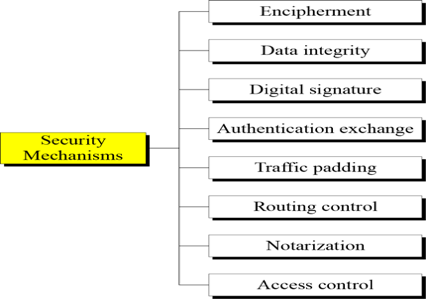 Encipherment
Data integrity
Digital signature
Authentication exchange
Security
Mechanisms
Traffic padding
Routing control
Notarization
Access control